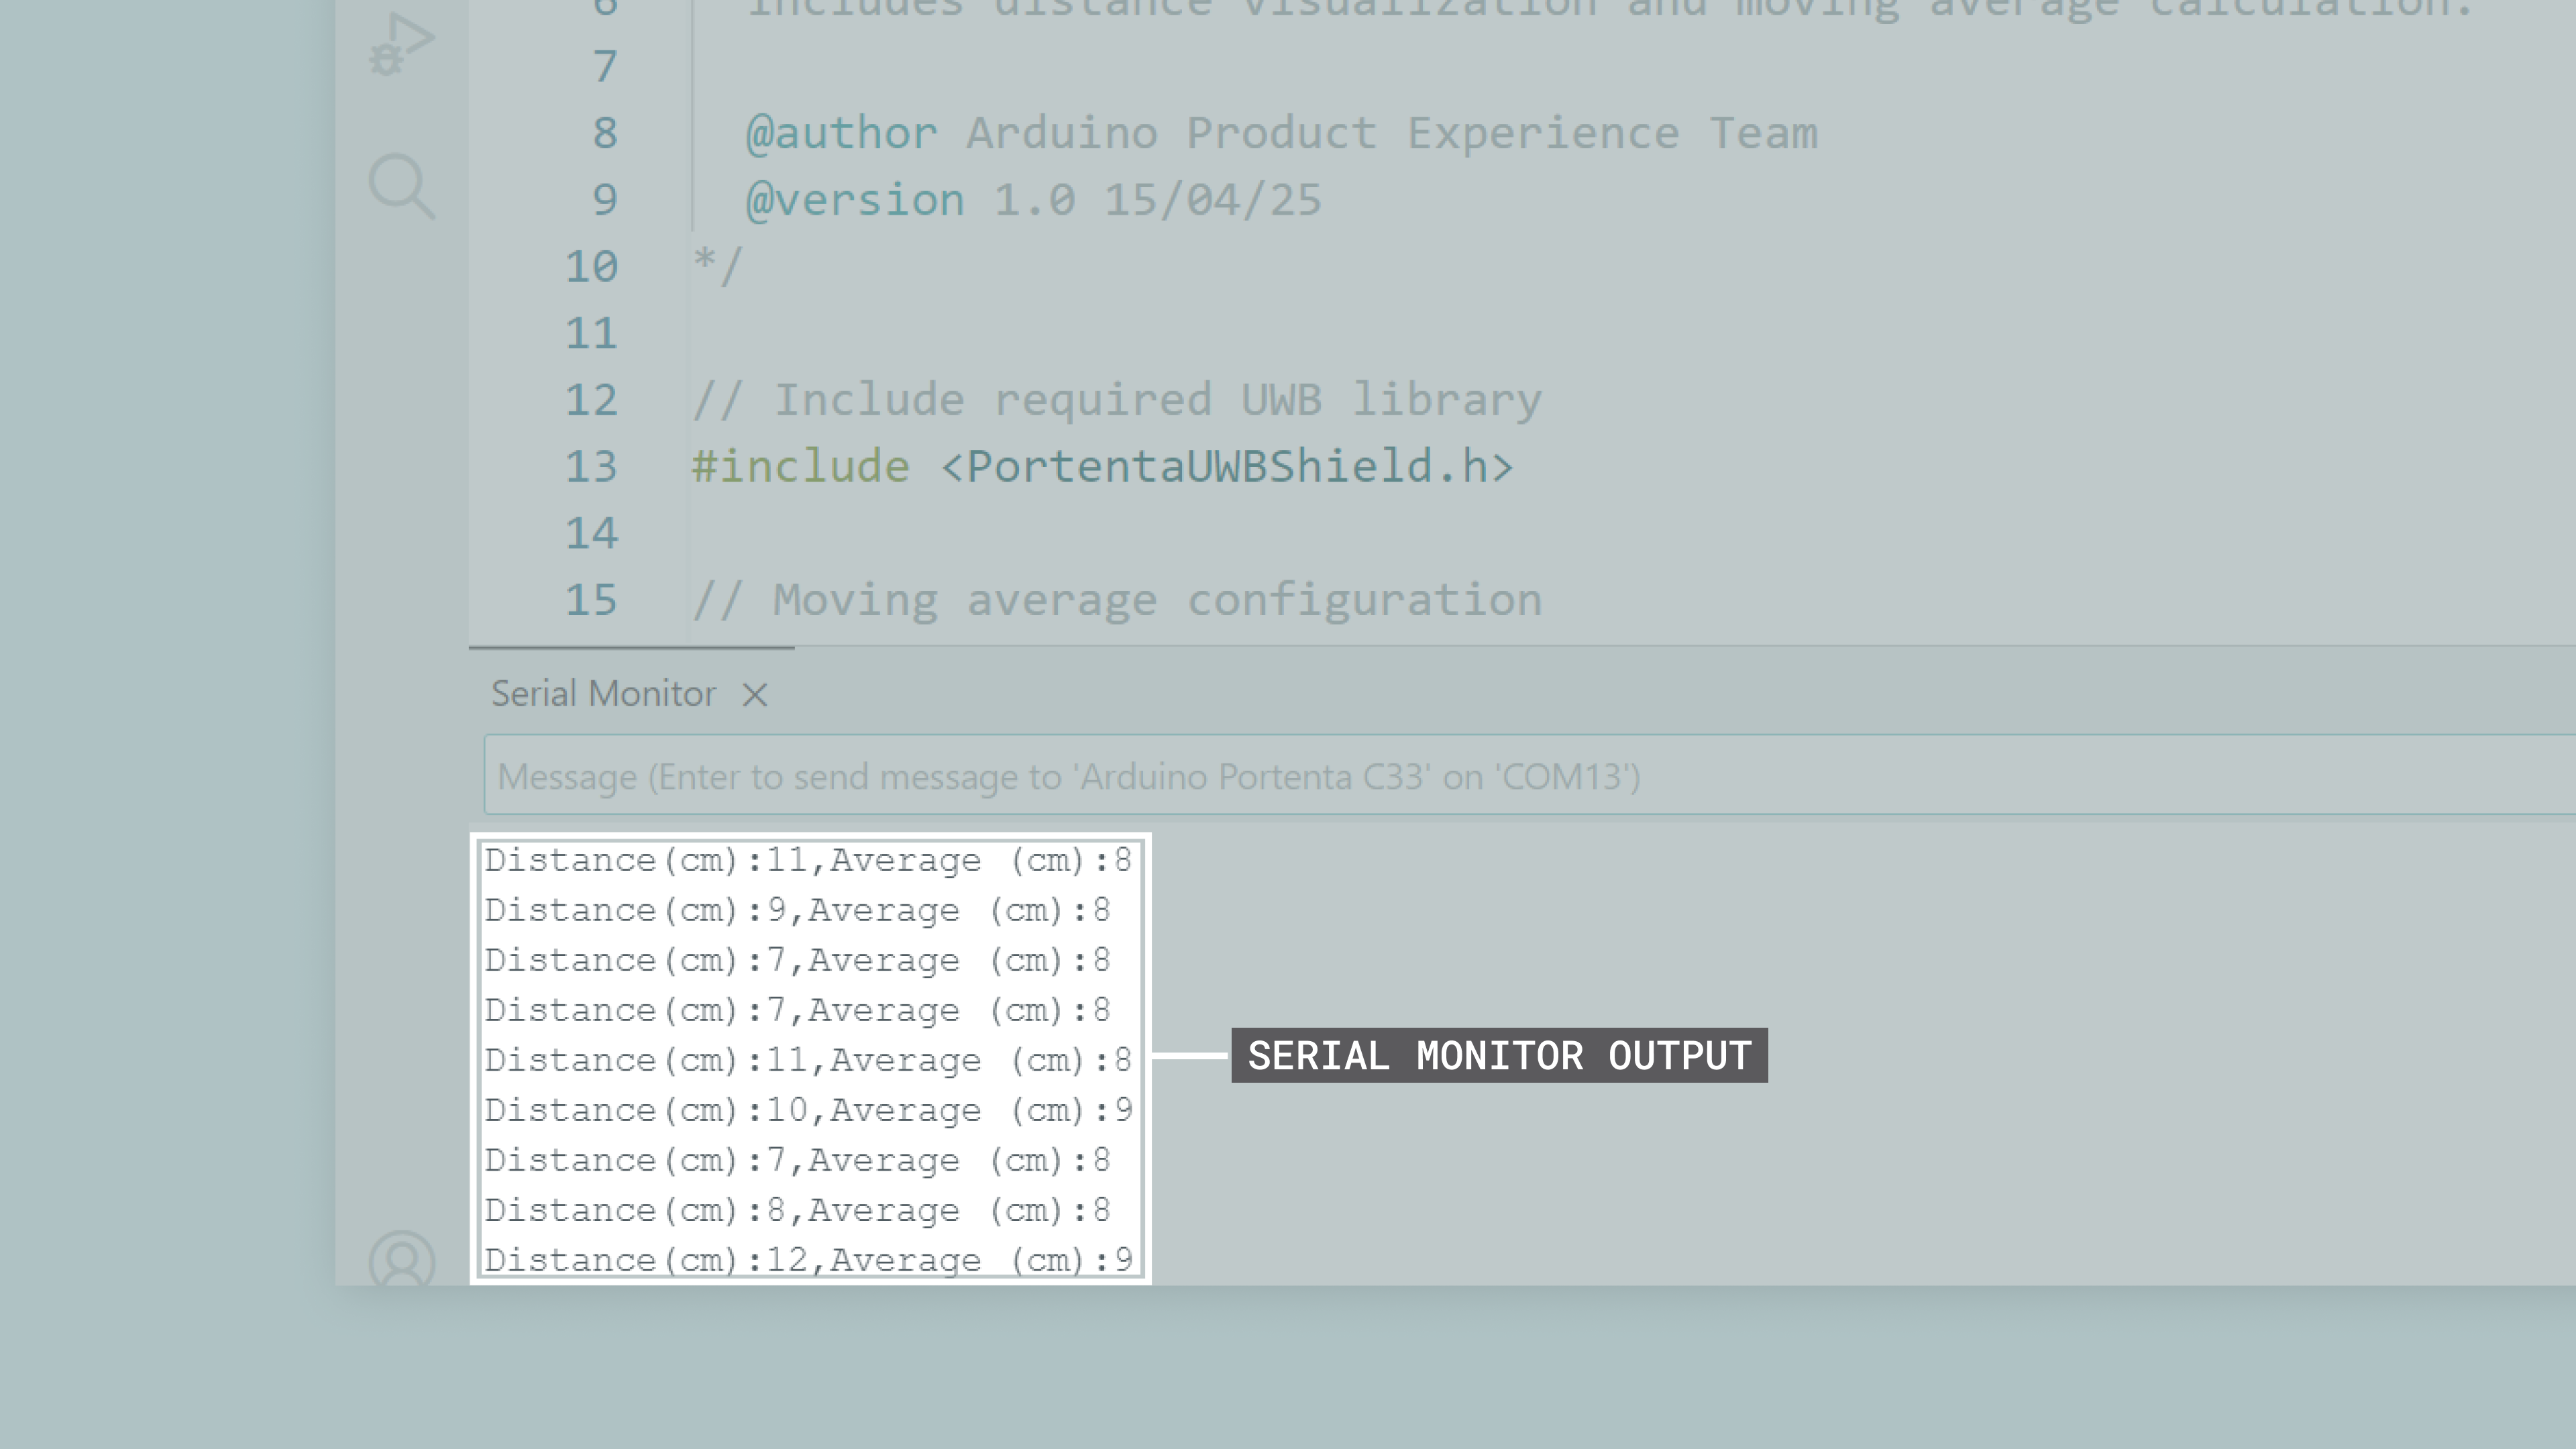 6 Includes distance visualization and moving average calculation.
7
8 @author Arduino Product Experience Team
9 @version 1.0 15/04/25
10 */
11
12 // Include required UWB library
13 #include <PortentaUWBShield.h>
14
15 // Moving average configuration
Serial Monitor
Message (Enter to send message to 'Arduino Portenta C33' on 'COM13')
Distance(cm):11,Average (cm):8
Distance(cm):9,Average (cm):8
Distance(cm):7,Average (cm):8
Distance(cm):7,Average (cm):8
Distance(cm):11,Average (cm):8
Distance(cm):10,Average (cm):9
Distance(cm):7,Average (cm):8
Distance(cm):8,Average (cm):8
Distance(cm):12,Average (cm):9
SERIAL MONITOR OUTPUT